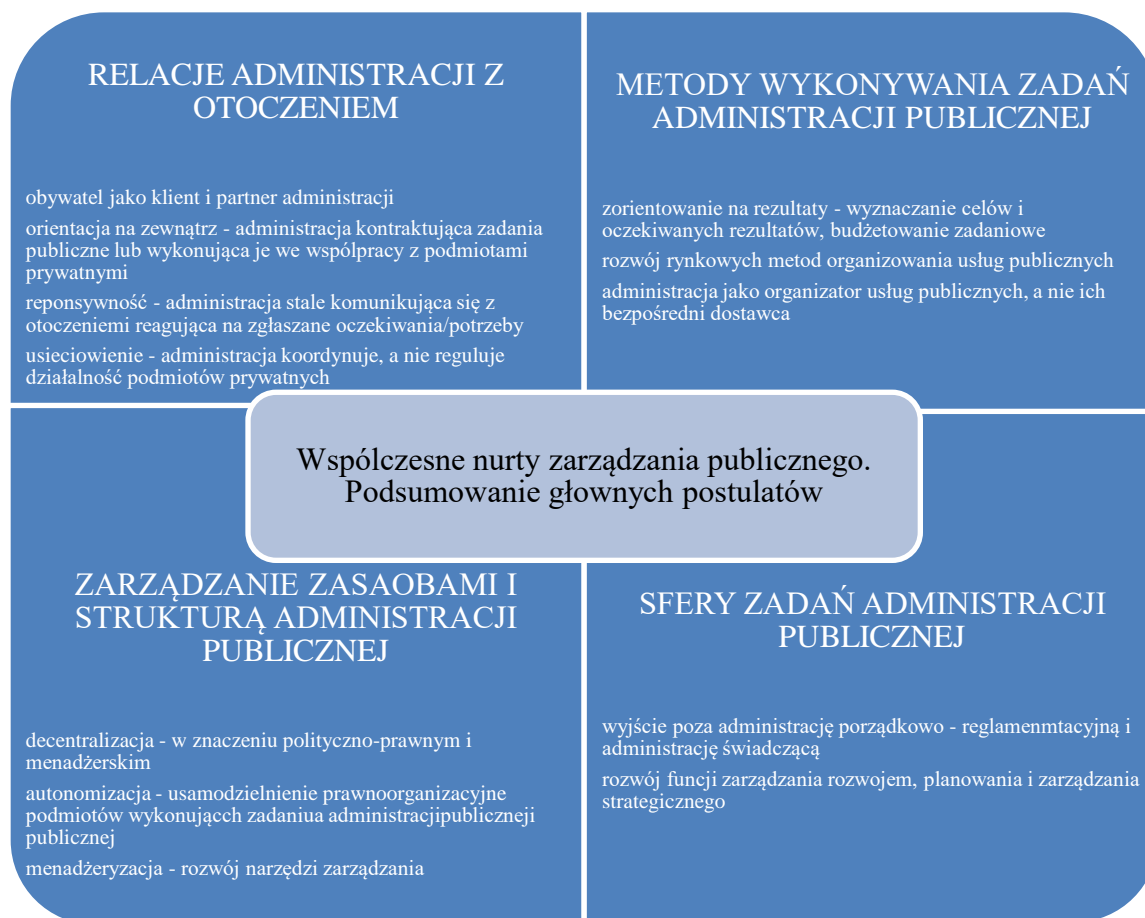 RELACJE ADMINISTRACJI Z
OTOCZENIEM
obywatel jako klient i partner administracji
orientacja na zewnątrz - administracja kontraktująca zadania
publiczne lub wykonująca je we współpracy z podmiotami
prywatnymi
reponsywność - administracja stale komunikująca się z
otoczeniemi reagująca na zgłaszane oczekiwania/potrzeby
usieciowienie - administracja koordynuje, a nie reguluje
działalność podmiotów prywatnych
METODY WYKONYWANIA ZADAŃ
ADMINISTRACJI PUBLICZNEJ
zorientowanie na rezultaty - wyznaczanie celów i
oczekiwanych rezultatów, budżetowanie zadaniowe
rozwój rynkowych metod organizowania usług publicznych
administracja jako organizator usług publicznych, a nie ich
bezpośredni dostawca
Wspólczesne nurty zarządzania publicznego.
Podsumowanie głownych postulatów
ZARZĄDZANIE ZASAOBAMI I
STRUKTURĄ ADMINISTRACJI
PUBLICZNEJ
decentralizacja - w znaczeniu polityczno-prawnym i
menadżerskim
autonomizacja - usamodzielnienie prawnoorganizacyjne
podmiotów wykonującch zadaniua administracjipubliczneji
publicznej
menadżeryzacja - rozwój narzędzi zarządzania
SFERY ZADAŃ ADMINISTRACJI
PUBLICZNEJ
wyjście poza administrację porządkowo - reglamenmtacyjną i
administrację świadczącą
rozwój funcji zarządzania rozwojem, planowania i zarządzania
strategicznego